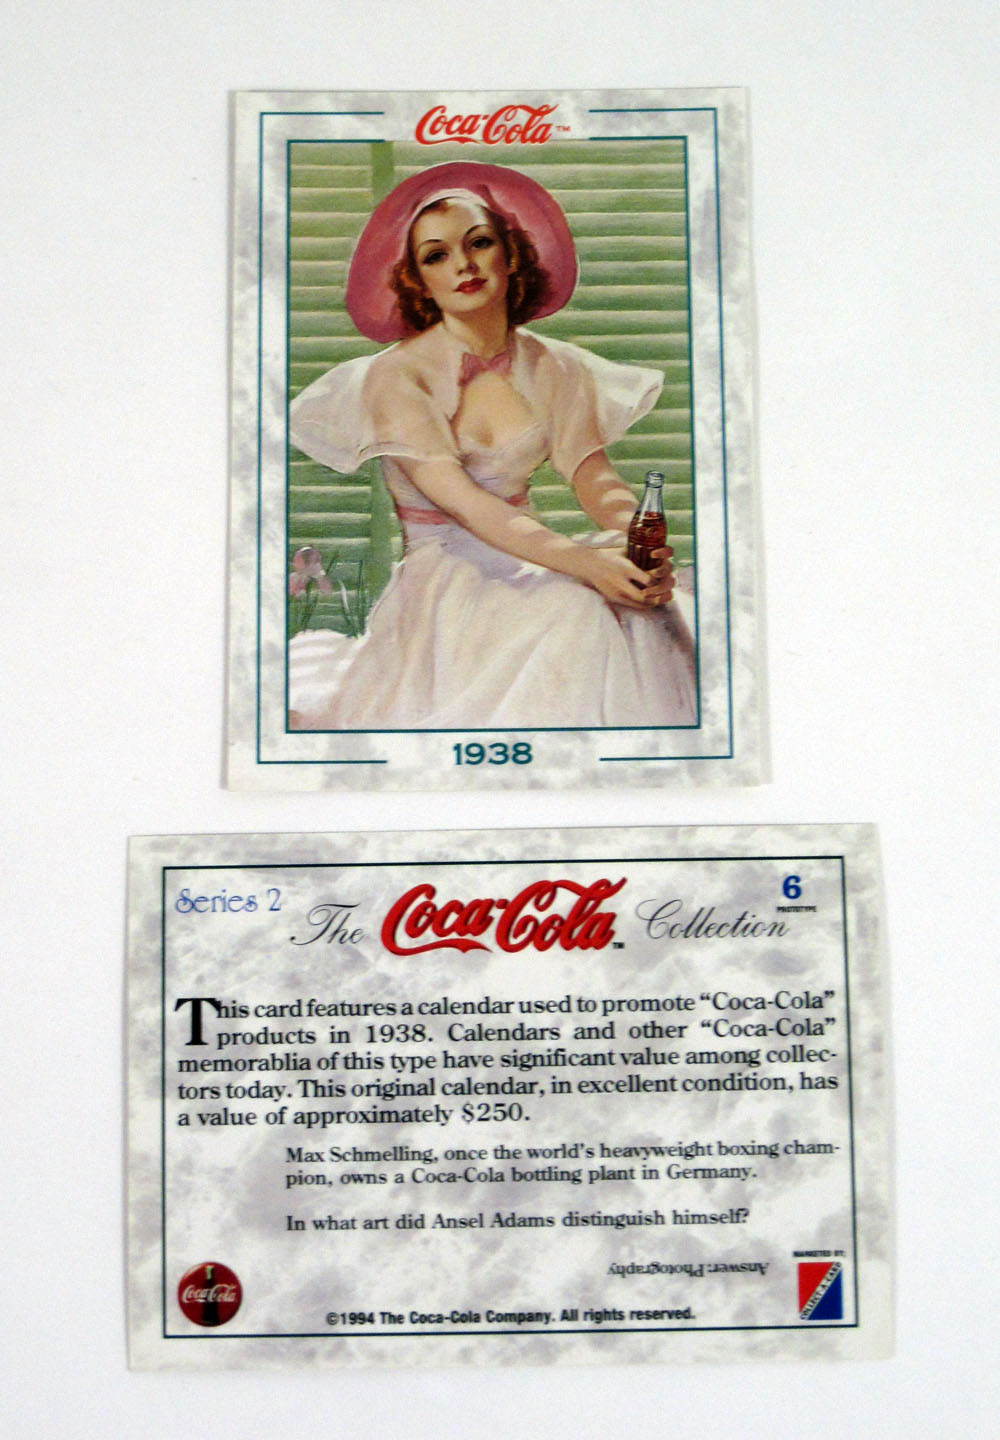 Coca-Cola™
1938
Series 2
6
PROTOTYPE
The Coca-Cola™ Collection
This card features a calendar used to promote “Coca-Cola”
products in 1938. Calendars and other “Coca-Cola”
memorablia of this type have significant value among collec-
tors today. This original calendar, in excellent condition, has
a value of approximately $250.
Max Schmelling, once the world's heavyweight boxing cham-
pion, owns a Coca-Cola bottling plant in Germany.
In what art did Ansel Adams distinguish himself?
Answer: Photography
MARKETED BY:
COLLECT-A-CARD
Coca-Cola
©1994 The Coca-Cola Company. All rights reserved.